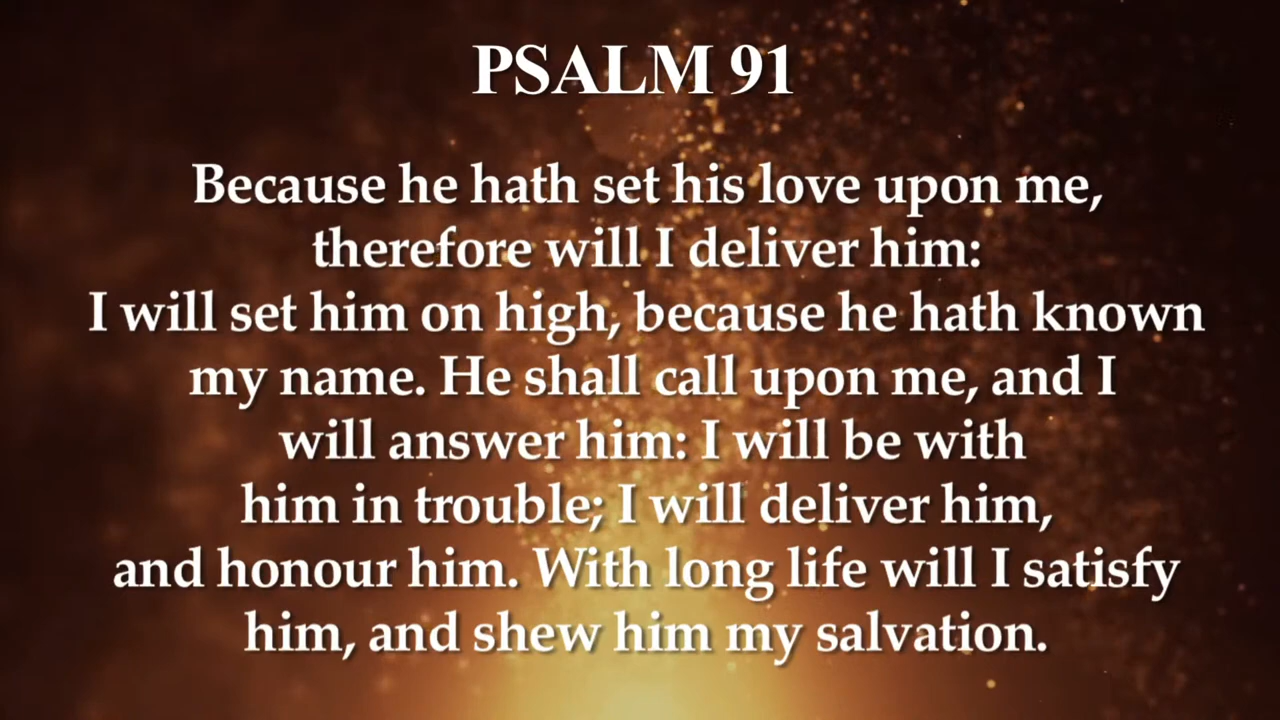 PSALM 91
Because he hath set his love upon me,
therefore will I deliver him:
I will set him on high, because he hath known
my name. He shall call upon me, and I
will answer him: I will be with
him in trouble; I will deliver him,
and honour him. With long life will I satisfy
him, and shew him my salvation.